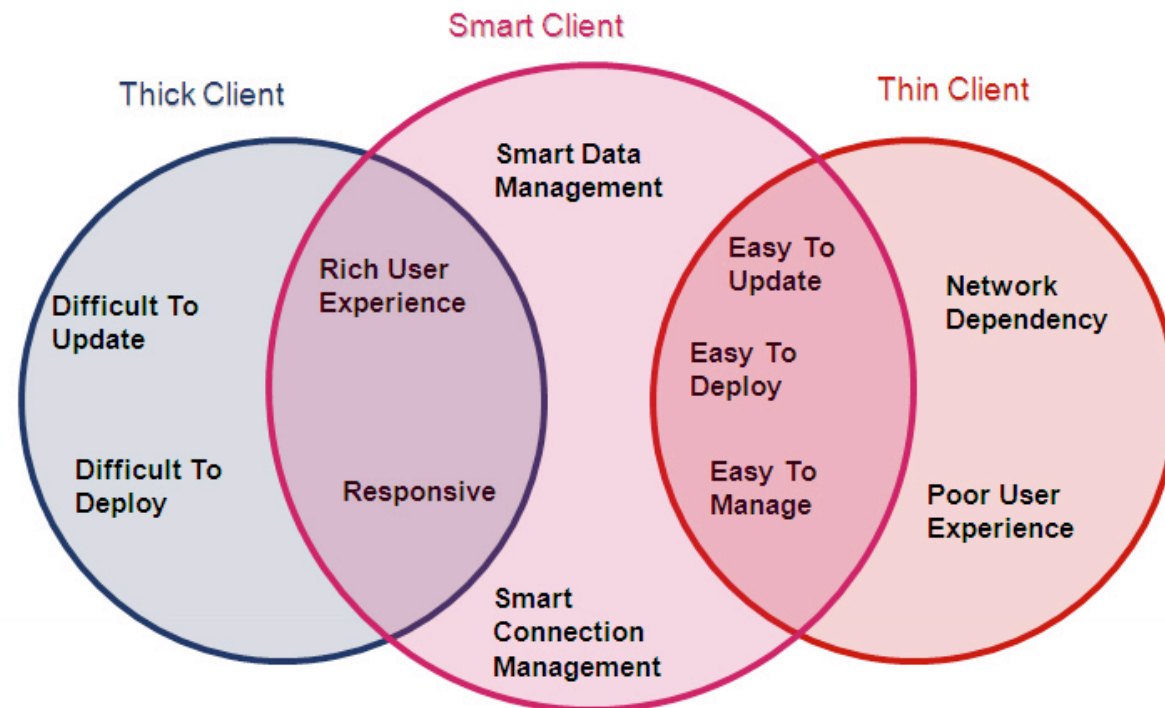 Smart Client
Thick Client
Thin Client
Smart Data
Management
Rich User
Experience
Easy To
Update
Difficult To
Update
Network
Dependency
Easy To
Deploy
Difficult To
Deploy
Responsive
Easy To
Manage
Poor User
Experience
Smart
Connection
Management